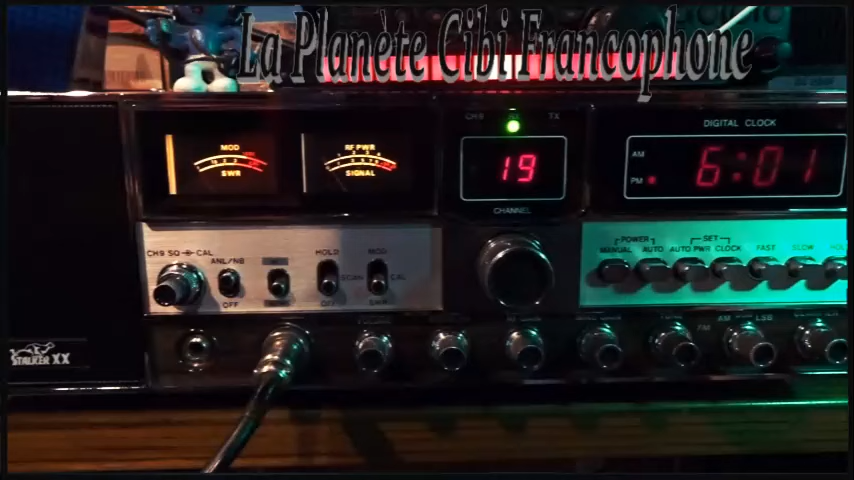 La Planète Cibi Francophone
CH9 RX TX
DIGITAL CLOCK
MOD
SWR
RF PWR
SIGNAL
19
AM
PM
6:01
CHANNEL
POWER
SET
MANUAL AUTO AUTO PWR CLOCK FAST SLOW
CH9 SQ CAL
ANL/NB
HOLD
MOD
SCAN
CAL
OFF
OFF
SWR
FM
AM
LSB
STALKER XX